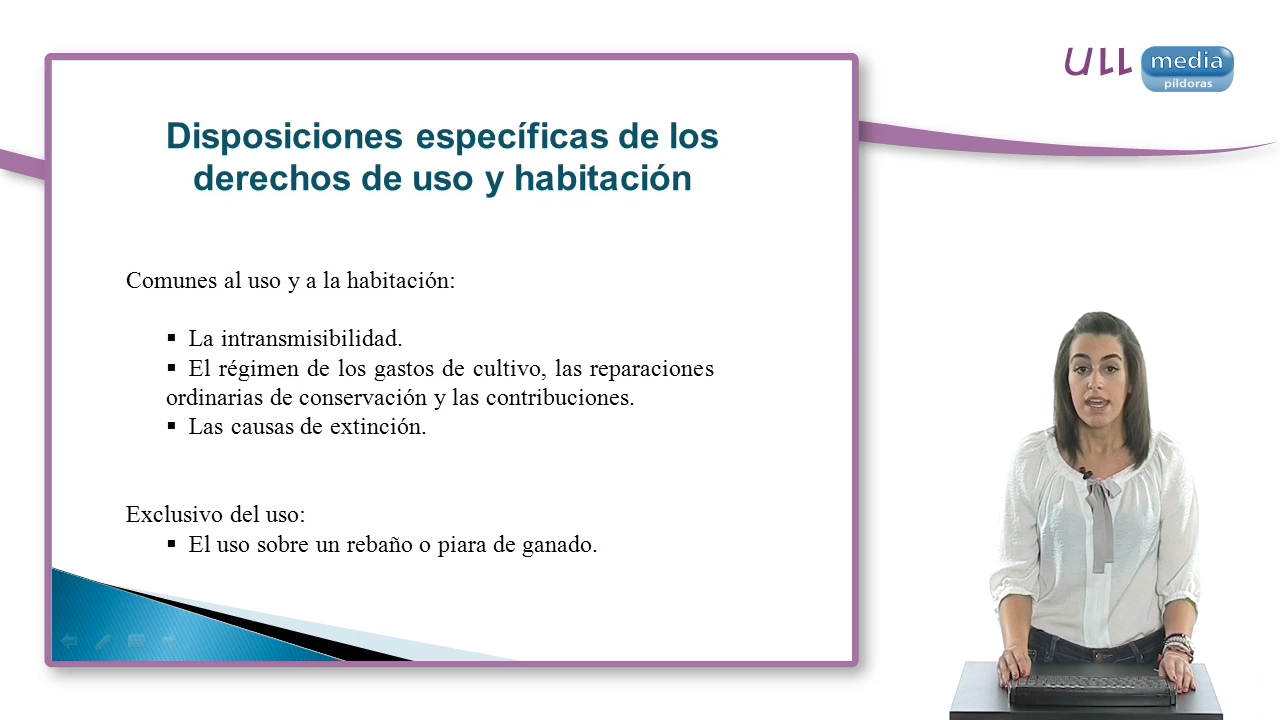 ULL media
píldoras
Disposiciones específicas de los
derechos de uso y habitación
Comunes al uso y a la habitación:
▪ La intransmisibilidad.
▪ El régimen de los gastos de cultivo, las reparaciones
ordinarias de conservación y las contribuciones.
▪ Las causas de extinción.
Exclusivo del uso:
▪ El uso sobre un rebaño o piara de ganado.